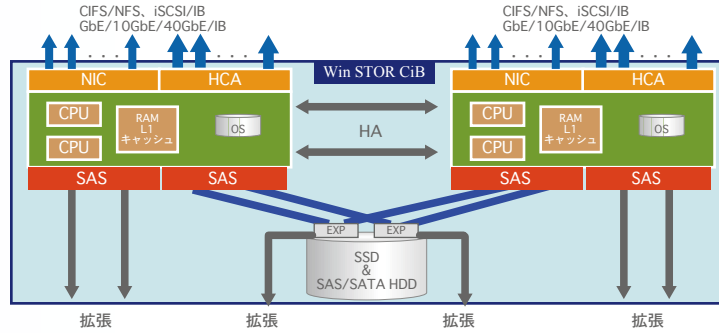 CIFS/NFS、iSCSI/IB
GbE/10GbE/40GbE/IB
CIFS/NFS、iSCSI/IB
GbE/10GbE/40GbE/IB
. . .
. . .
. . .
. . .
Win STOR CiB
NIC
HCA
NIC
HCA
CPU
CPU
RAM
L1
キャッシュ
OS
HA
CPU
CPU
RAM
L1
キャッシュ
OS
SAS
SAS
SAS
SAS
EXP
EXP
SSD
&
SAS/SATA HDD
拡張
拡張
拡張
拡張